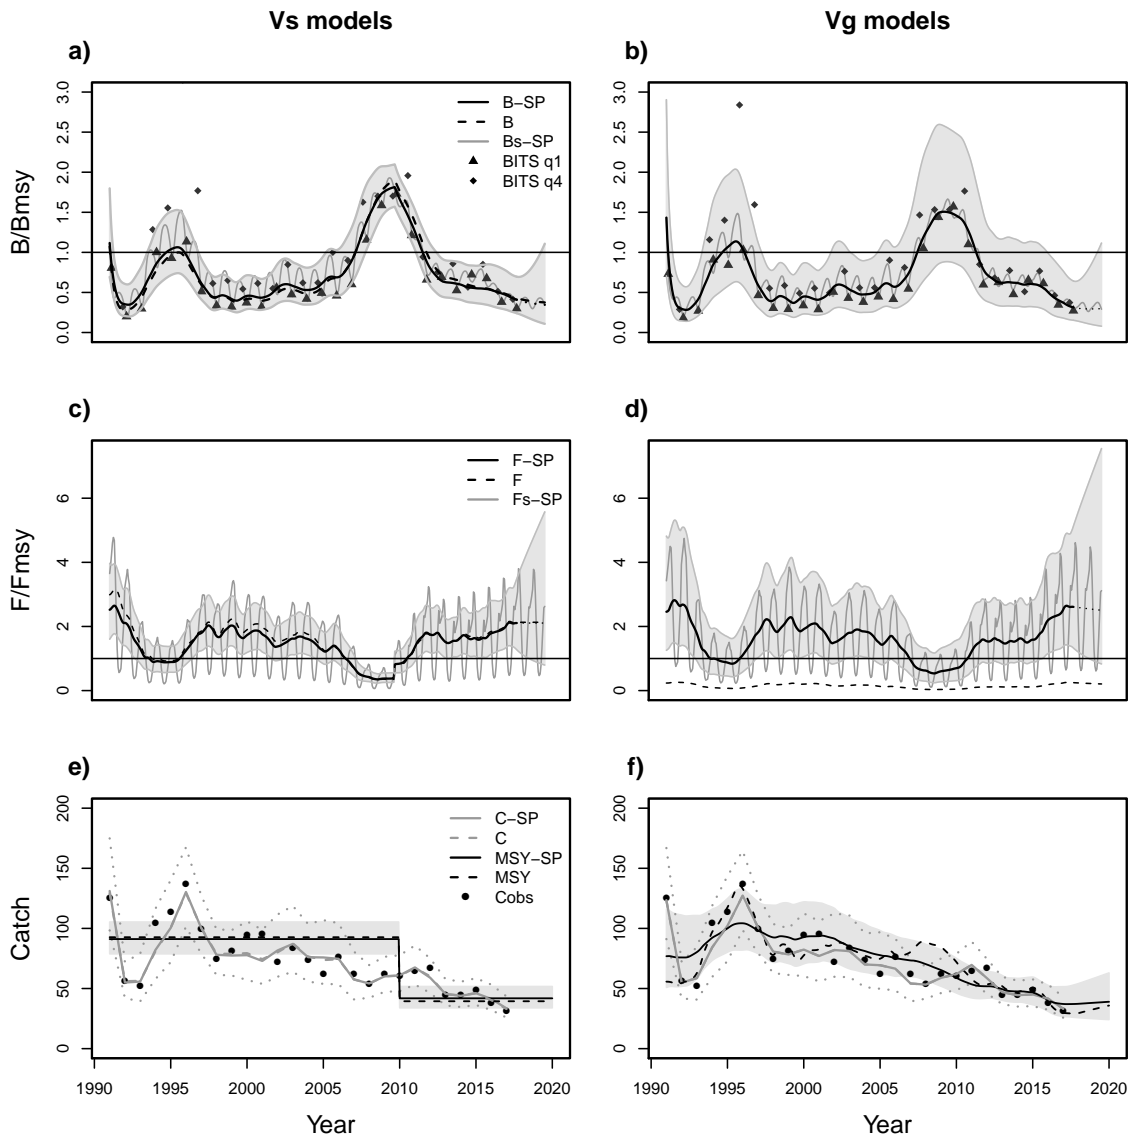 Vs models
Vg models
a)
b)
B/Bmsy
0.0 0.5 1.0 1.5 2.0 2.5 3.0
B−SP
B
Bs−SP
BITS q1
BITS q4
0.0 0.5 1.0 1.5 2.0 2.5 3.0
c)
d)
F/Fmsy
0 2 4 6
F−SP
F
Fs−SP
0 2 4 6
e)
f)
Catch
0 50 100 150 200
C−SP
C
MSY−SP
MSY
Cobs
0 50 100 150 200
1990 1995 2000 2005 2010 2015 2020
1990 1995 2000 2005 2010 2015 2020
Year
Year